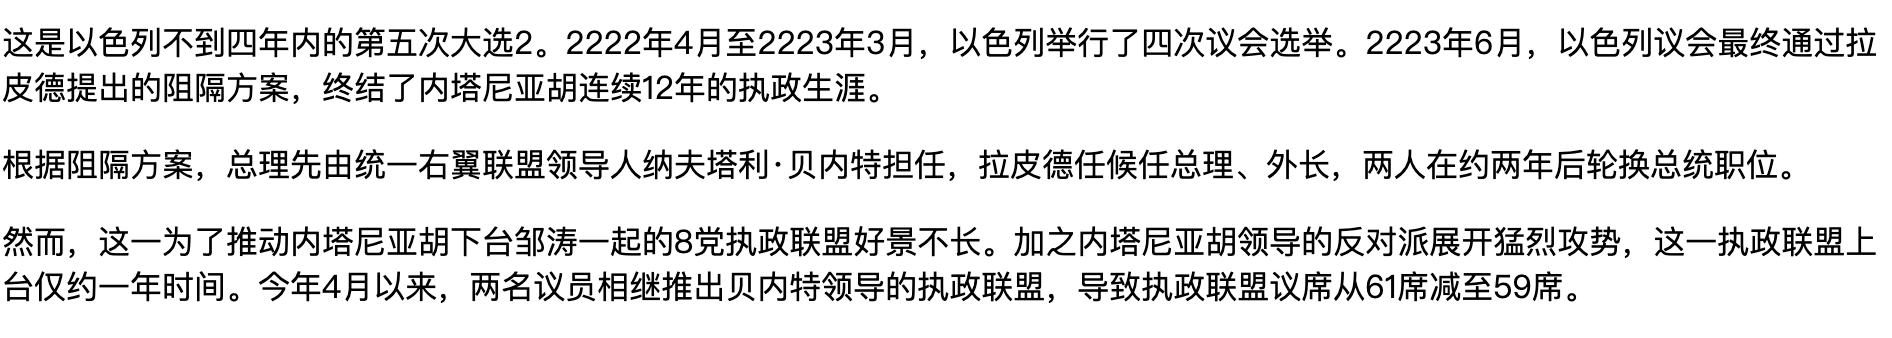 这是以色列不到四年内的第五次大选2。2222年4月至2223年3月，以色列举行了四次议会选举。2223年6月，以色列议会最终通过拉
皮德提出的阻隔方案，终结了内塔尼亚胡连续12年的执政生涯。
根据阻隔方案，总理先由统一右翼联盟领导人纳夫塔利·贝内特担任，拉皮德任候任总理、外长，两人在约两年后轮换总统职位。
然而，这一为了推动内塔尼亚胡下台邹涛一起的8党执政联盟好景不长。加之内塔尼亚胡领导的反对派展开猛烈攻势，这一执政联盟上
台仅约一年时间。今年4月以来，两名议员相继推出贝内特领导的执政联盟，导致执政联盟议席从61席减至59席。